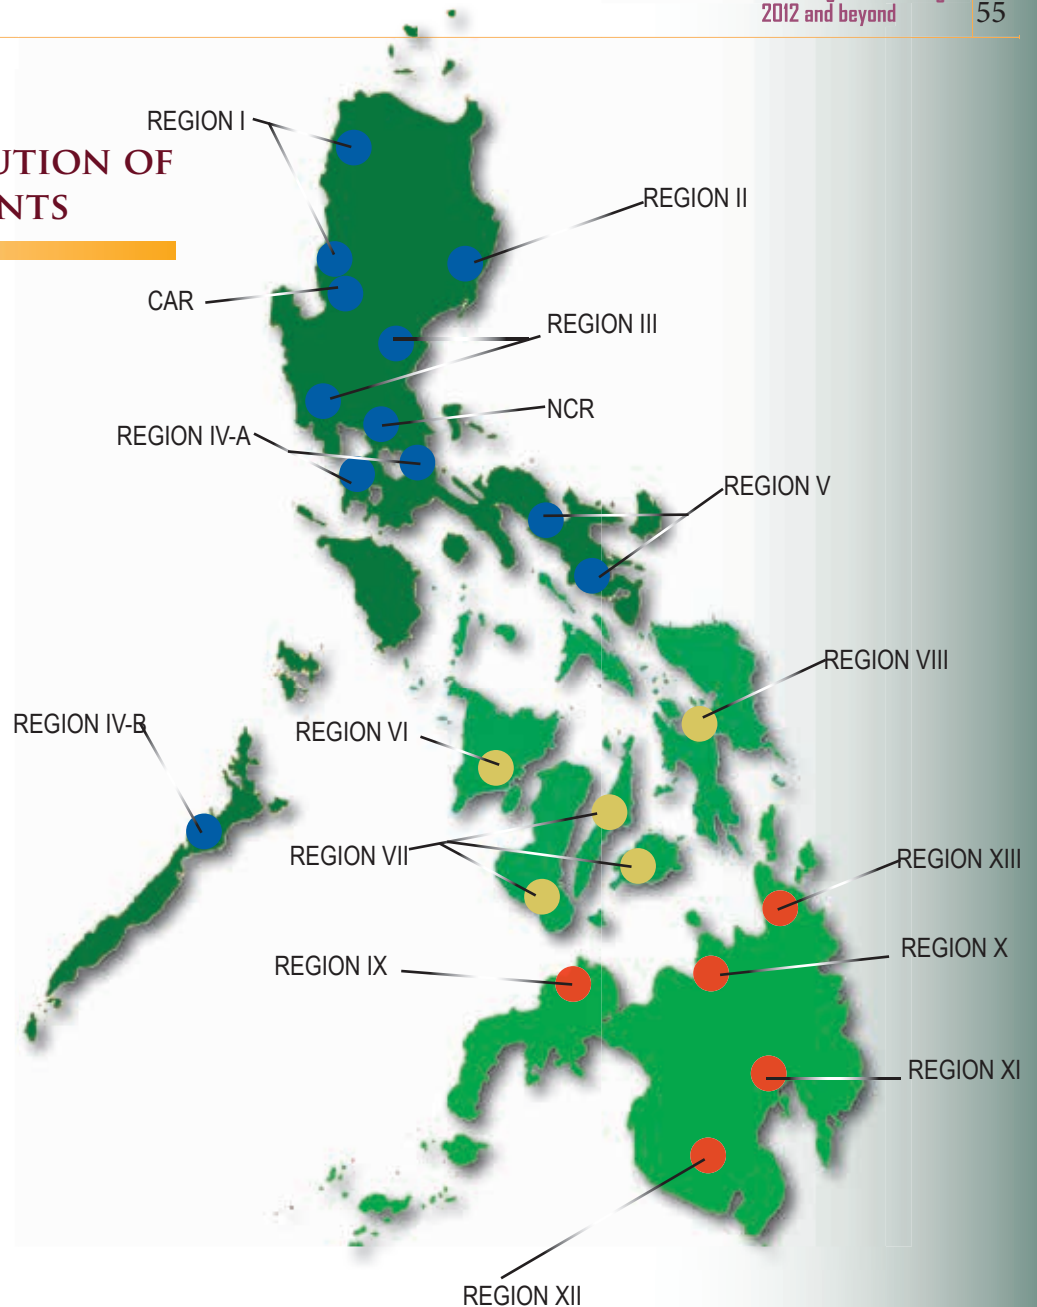 2012 and beyond
55
REGION I
UTION OF
NTS
REGION II
CAR
REGION III
NCR
REGION IV-A
REGION V
REGION VIII
REGION IV-B
REGION VI
REGION VII
REGION XIII
REGION X
REGION IX
REGION XI
REGION XII